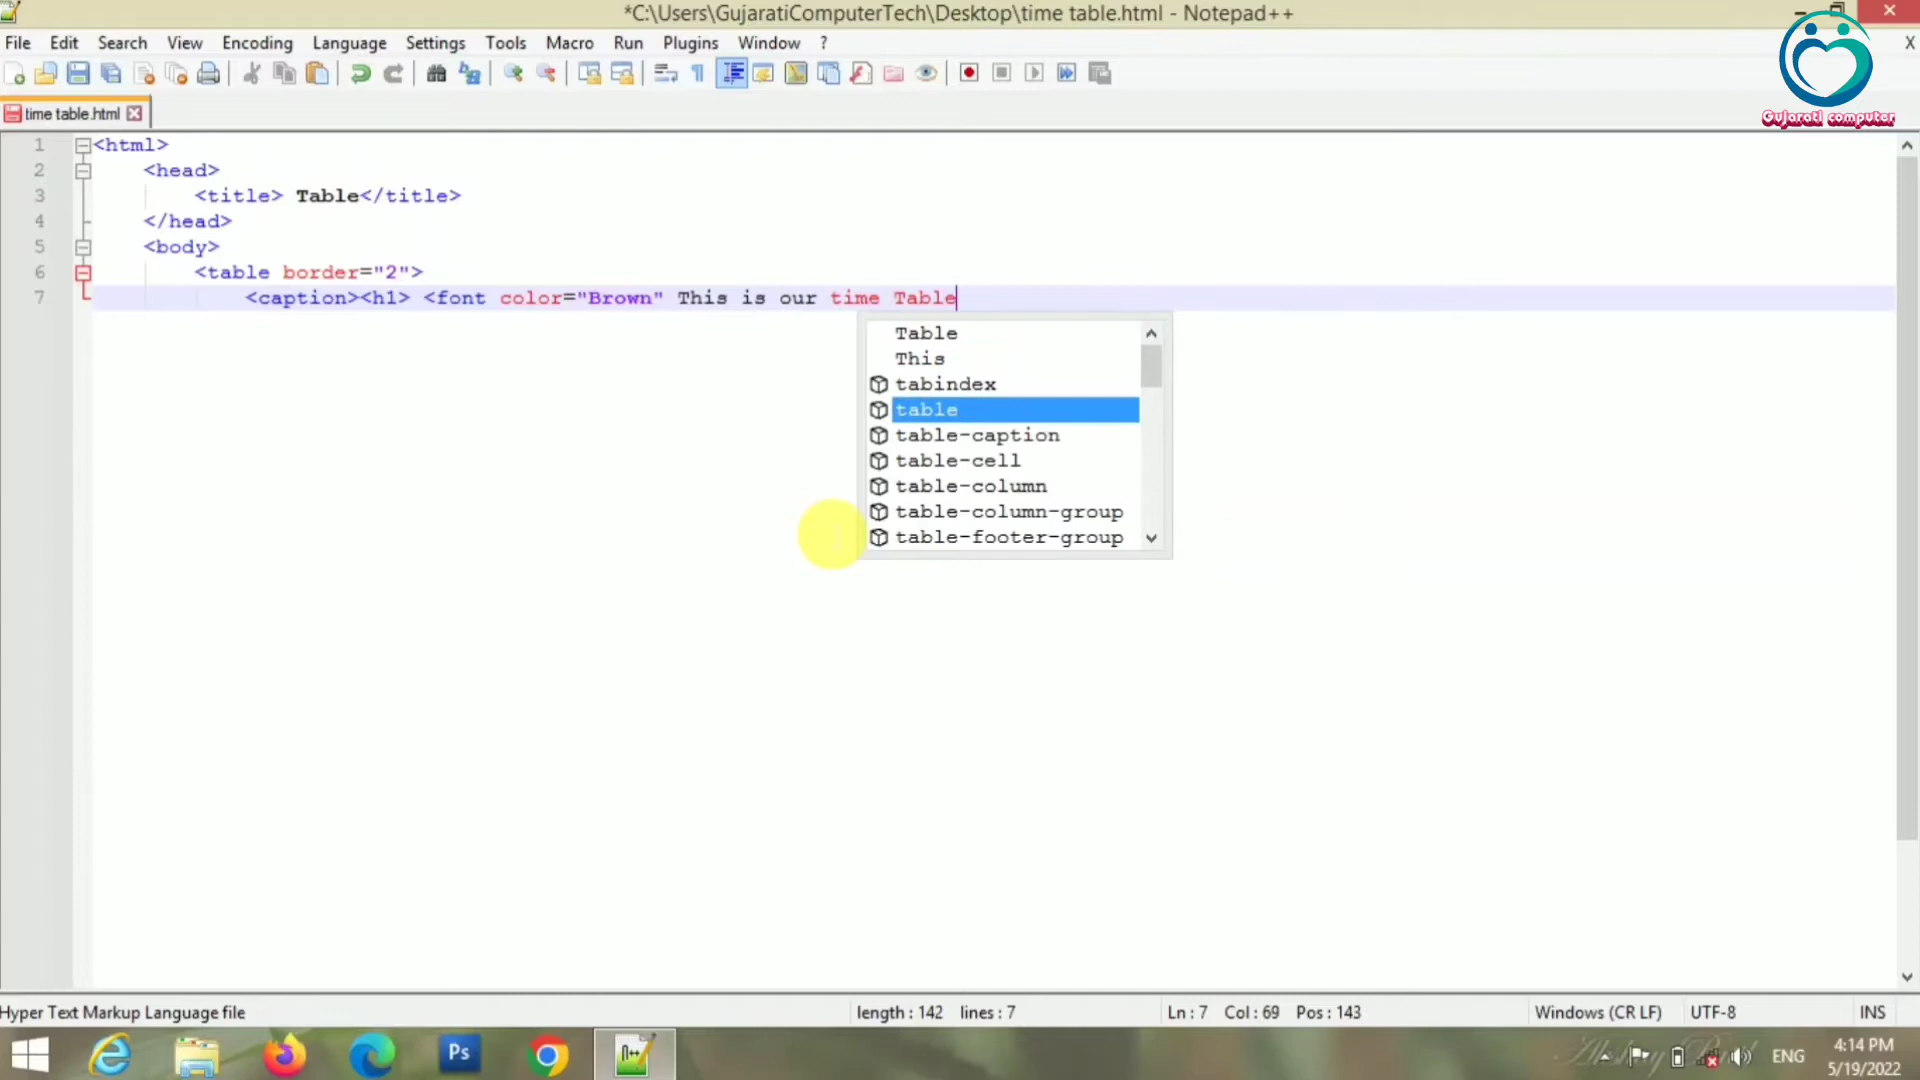 *C:\Users\GujaratiComputerTech\Desktop\time table.html - Notepad++
File Edit Search View Encoding Language Settings Tools Macro Run Plugins Window ? X
Gujarati computer
time table.html
1 <html>
2 <head>
3 <title> Table</title>
4 </head>
5 <body>
6 <table border="2">
7 <caption><h1> <font color="Brown" This is our time Table
Table
This
tabindex
table
table-caption
table-cell
table-column
table-column-group
table-footer-group
Hyper Text Markup Language file length : 142 lines : 7 Ln : 7 Col : 69 Pos : 143 Windows (CR LF) UTF-8 INS
Ps
ENG
4:14 PM
5/19/2022